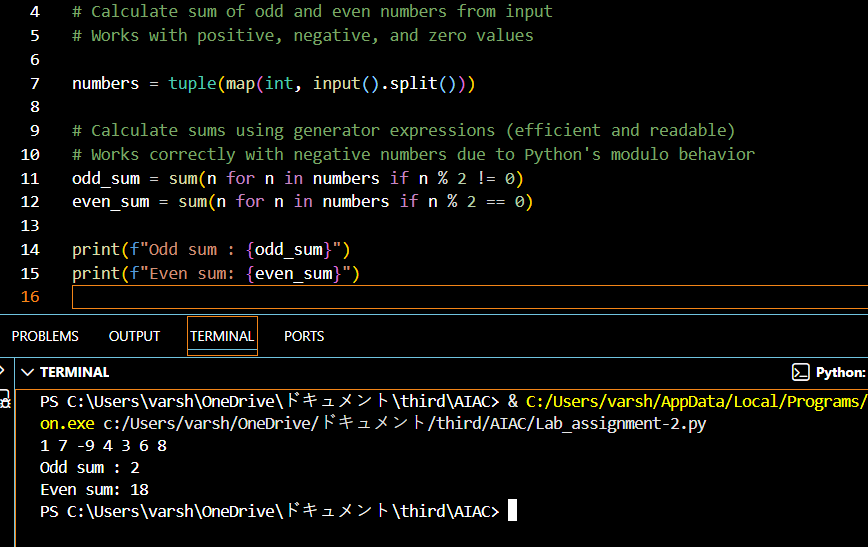 4 # Calculate sum of odd and even numbers from input
5 # Works with positive, negative, and zero values
6
7 numbers = tuple(map(int, input().split()))
8
9 # Calculate sums using generator expressions (efficient and readable)
10 # Works correctly with negative numbers due to Python's modulo behavior
11 odd_sum = sum(n for n in numbers if n % 2 != 0)
12 even_sum = sum(n for n in numbers if n % 2 == 0)
13
14 print(f"Odd sum : {odd_sum}")
15 print(f"Even sum: {even_sum}")
16
PROBLEMS OUTPUT TERMINAL PORTS
TERMINAL Python:
PS C:\Users\varsh\OneDrive\ドキュメント\third\AIAC> & C:/Users/varsh/AppData/Local/Programs/
on.exe c:/Users/varsh/OneDrive/ドキュメント/third/AIAC/Lab_assignment-2.py
1 7 -9 4 3 6 8
Odd sum : 2
Even sum: 18
PS C:\Users\varsh\OneDrive\ドキュメント\third\AIAC>